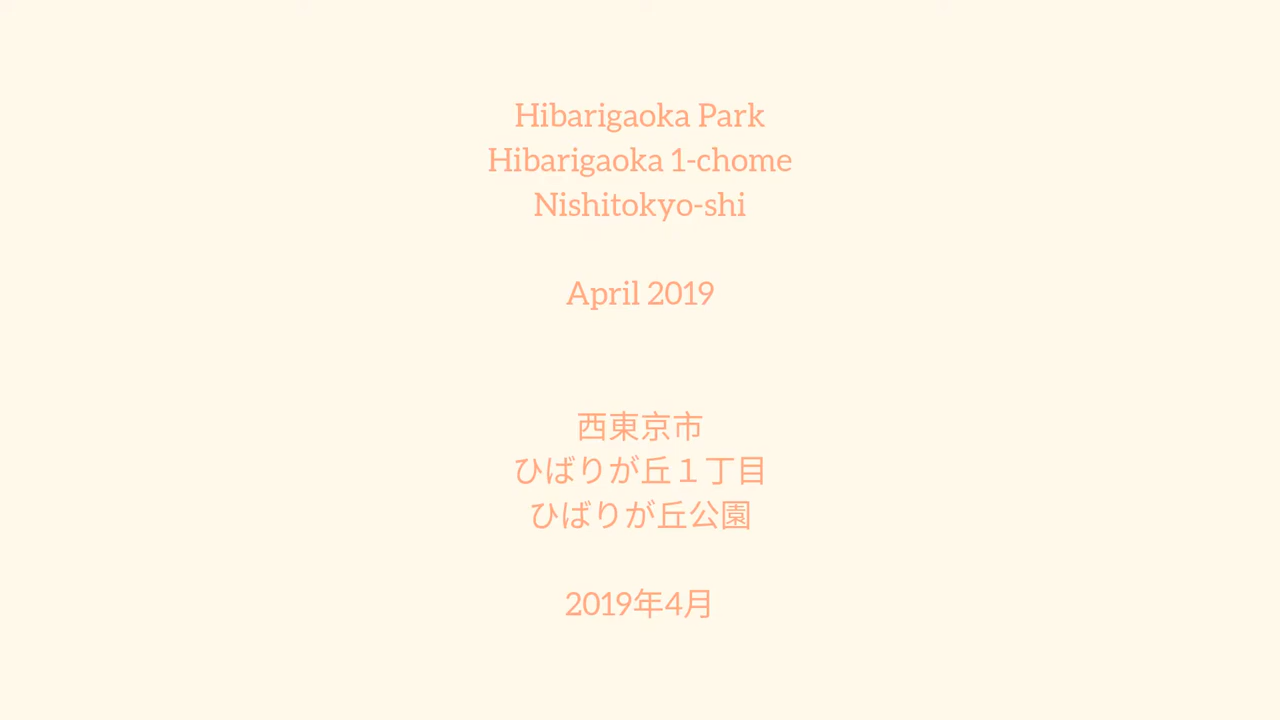 Hibarigaoka Park
Hibarigaoka 1-chome
Nishitokyo-shi
April 2019
西東京市
ひばりが丘１丁目
ひばりが丘公園
2019年4月